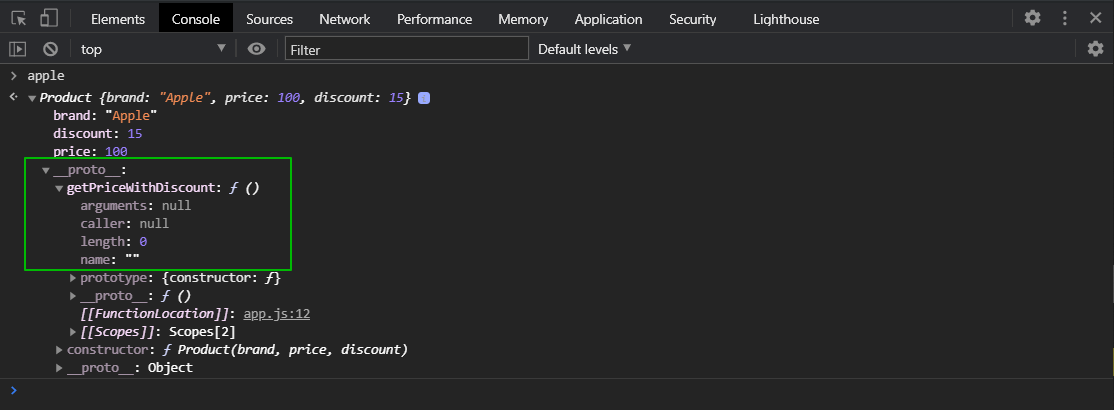 Elements Console Sources Network Performance Memory Application Security Lighthouse
top Filter Default levels
apple
Product {brand: “Apple”, price: 100, discount: 15} i
brand: "Apple"
discount: 15
price: 100
__proto__:
getPriceWithDiscount: ƒ ()
arguments: null
caller: null
length: 0
name: ""
prototype: {constructor: ƒ}
__proto__: ƒ ()
[[FunctionLocation]]: app.js:12
[[Scopes]]: Scopes[2]
constructor: ƒ Product(brand, price, discount)
__proto__: Object